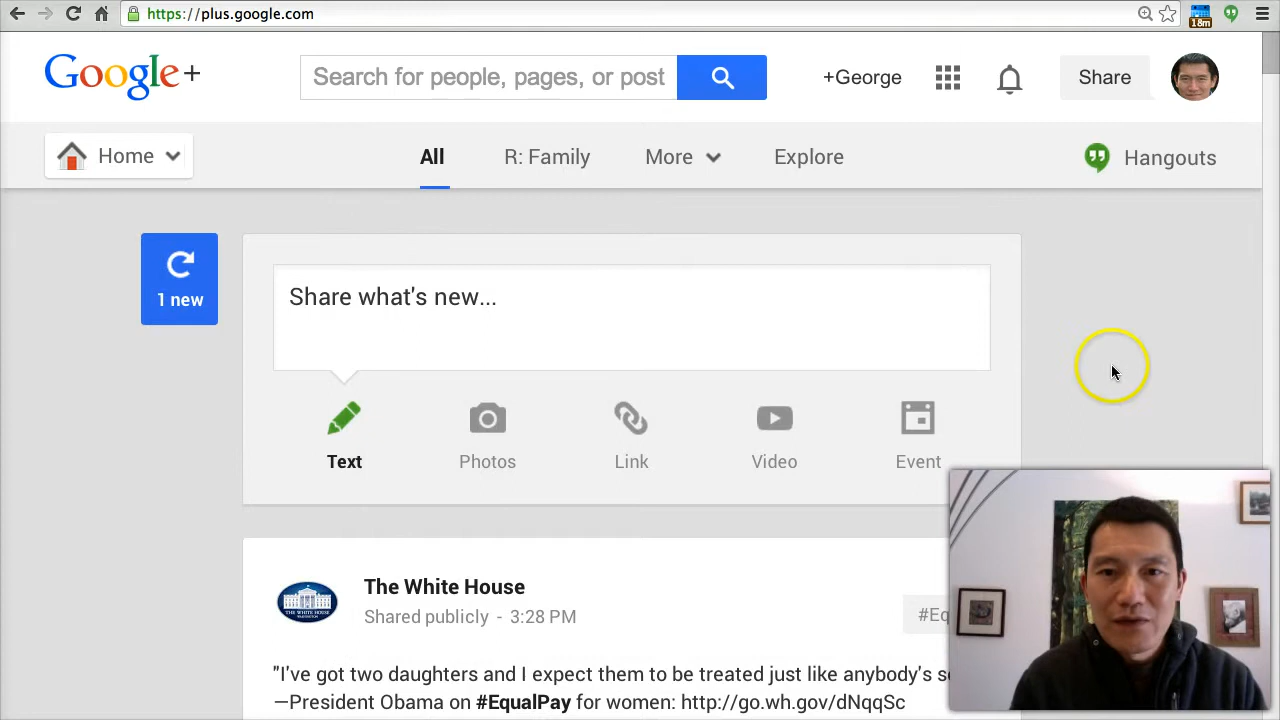 https://plus.google.com
18m
Google+
Search for people, pages, or post
+George
Share
Home
All
R: Family
More
Explore
Hangouts
1 new
Share what's new...
Text
Photos
Link
Video
Event
The White House
Shared publicly - 3:28 PM
#Eq
"I've got two daughters and I expect them to be treated just like anybody's s
—President Obama on #EqualPay for women: http://go.wh.gov/dNqqSc